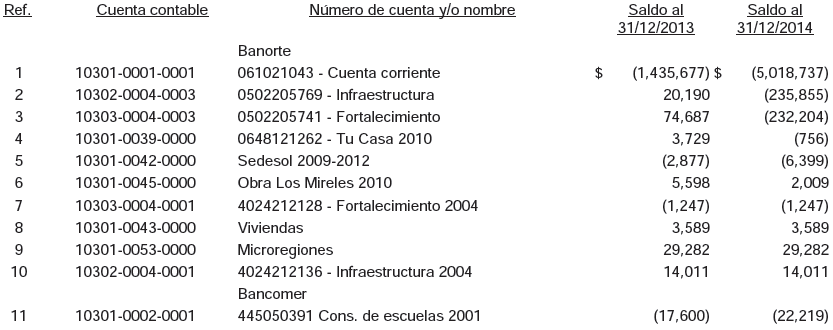 Ref. Cuenta contable Número de cuenta y/o nombre Saldo al Saldo al
31/12/2013 31/12/2014
Banorte
1 10301-0001-0001 061021043 - Cuenta corriente $ (1,435,677) $ (5,018,737)
2 10302-0004-0003 0502205769 - Infraestructura 20,190 (235,855)
3 10303-0004-0003 0502205741 - Fortalecimiento 74,687 (232,204)
4 10301-0039-0000 0648121262 - Tu Casa 2010 3,729 (756)
5 10301-0042-0000 Sedesol 2009-2012 (2,877) (6,399)
6 10301-0045-0000 Obra Los Mireles 2010 5,598 2,009
7 10303-0004-0001 4024212128 - Fortalecimiento 2004 (1,247) (1,247)
8 10301-0043-0000 Viviendas 3,589 3,589
9 10301-0053-0000 Microregiones 29,282 29,282
10 10302-0004-0001 4024212136 - Infraestructura 2004 14,011 14,011
Bancomer
11 10301-0002-0001 445050391 Cons. de escuelas 2001 (17,600) (22,219)